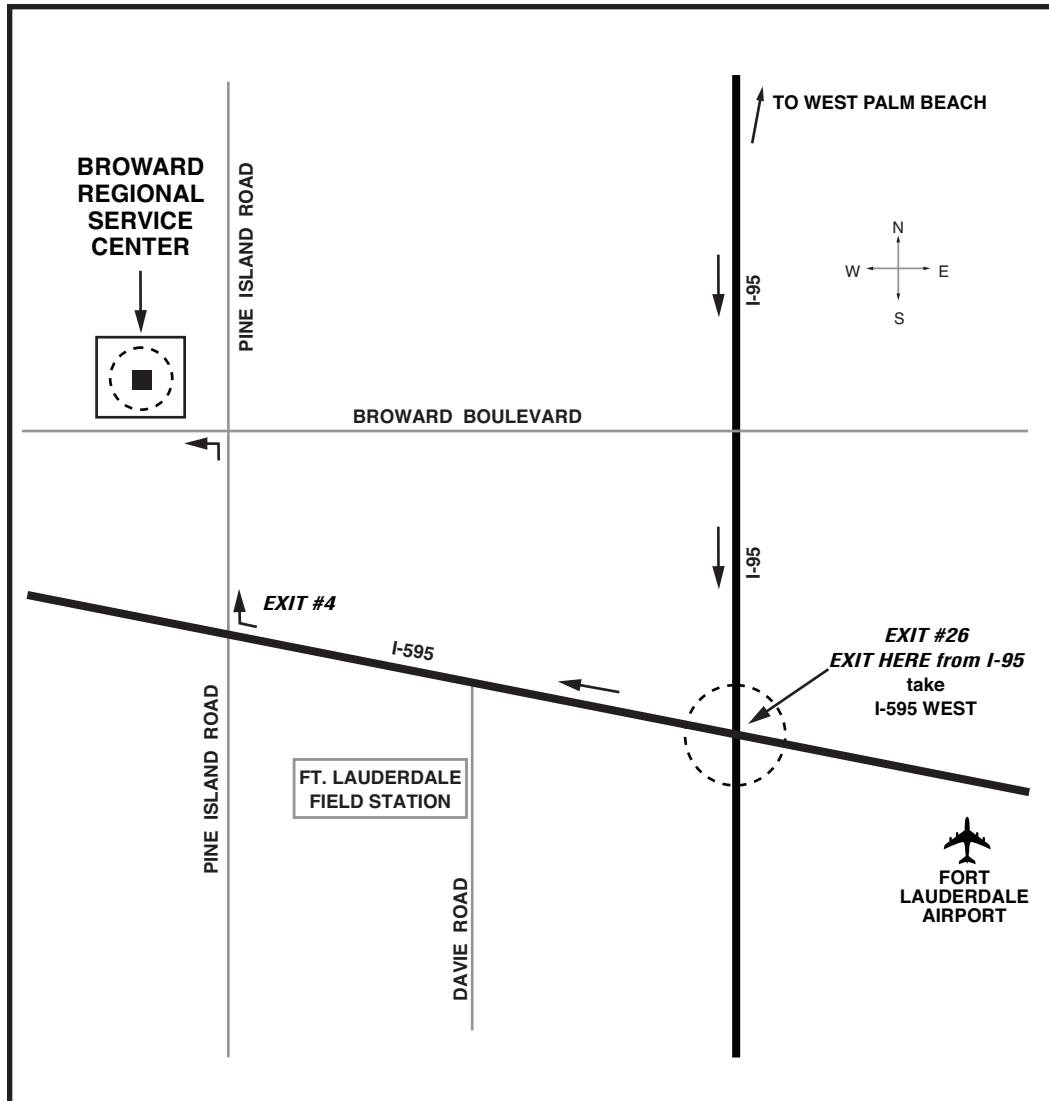 TO WEST PALM BEACH
BROWARD
REGIONAL
SERVICE
CENTER
PINE ISLAND ROAD
N
W
E
S
I-95
BROWARD BOULEVARD
I-95
EXIT #4
I-595
EXIT #26
EXIT HERE from I-95
take
I-595 WEST
PINE ISLAND ROAD
FT. LAUDERDALE
FIELD STATION
DAVIE ROAD
FORT
LAUDERDALE
AIRPORT